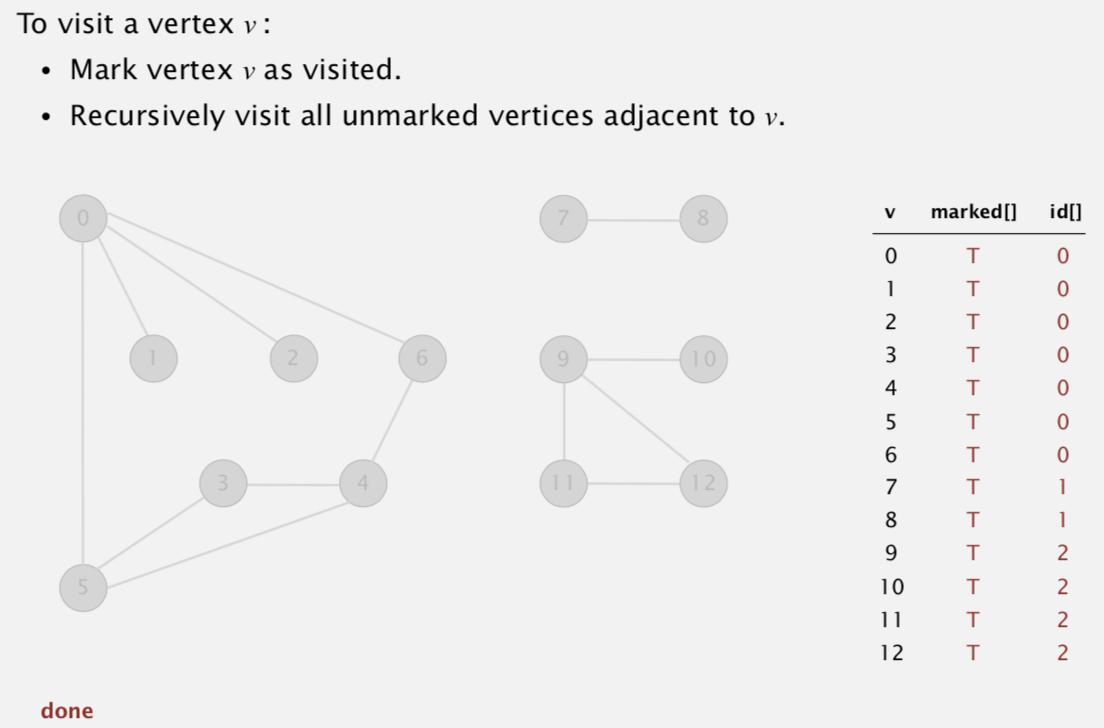 To visit a vertex v :
• Mark vertex v as visited.
• Recursively visit all unmarked vertices adjacent to v.
0
7
8
1
2
6
9
10
3
4
11
12
5
v marked[] id[]
0 T 0
1 T 0
2 T 0
3 T 0
4 T 0
5 T 0
6 T 0
7 T 1
8 T 1
9 T 2
10 T 2
11 T 2
12 T 2
done